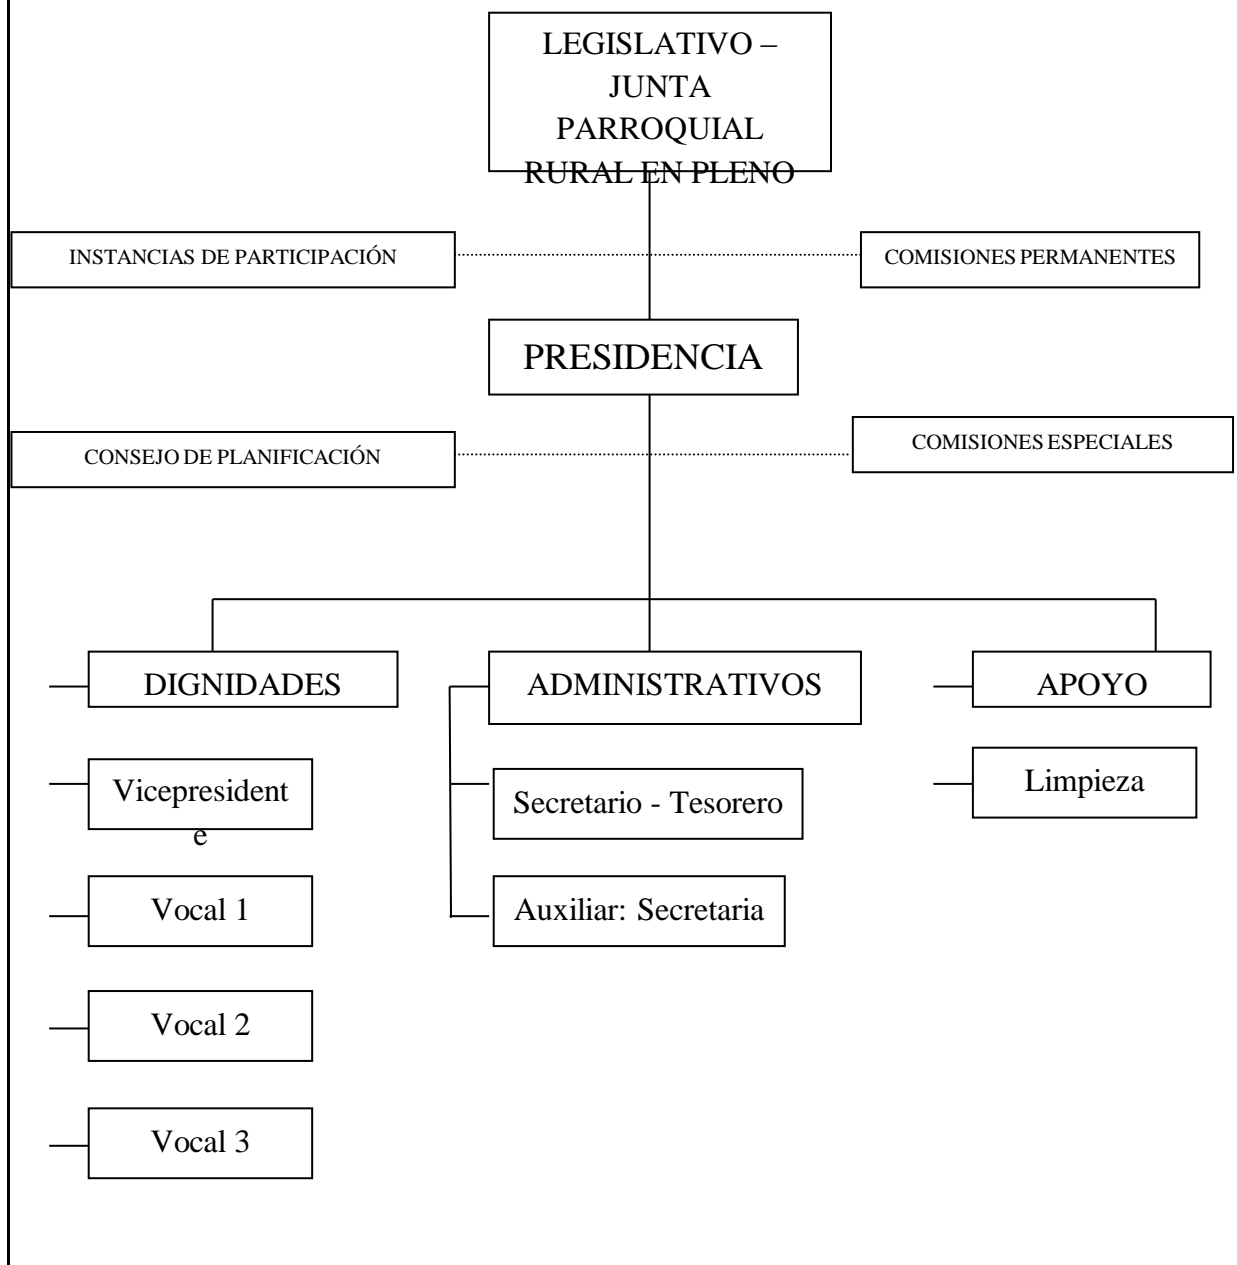 LEGISLATIVO –
JUNTA
PARROQUIAL
RURAL EN PLENO
INSTANCIAS DE PARTICIPACIÓN
COMISIONES PERMANENTES
PRESIDENCIA
CONSEJO DE PLANIFICACIÓN
COMISIONES ESPECIALES
DIGNIDADES
ADMINISTRATIVOS
APOYO
Vicepresident
e
Secretario - Tesorero
Limpieza
Vocal 1
Auxiliar: Secretaria
Vocal 2
Vocal 3